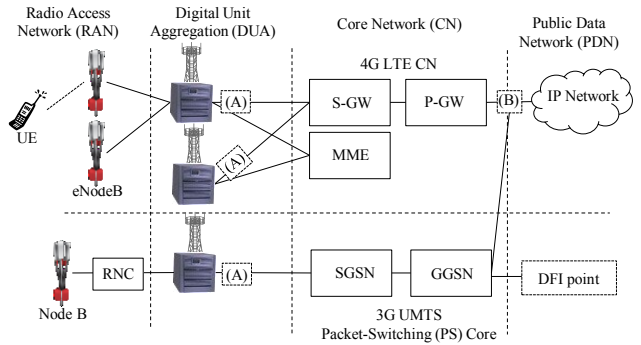 Radio Access
Network (RAN)
Digital Unit
Aggregation (DUA)
Core Network (CN)
Public Data
Network (PDN)
4G LTE CN
UE
eNodeB
(A)
S-GW
P-GW
(B)
IP Network
(A)
MME
Node B
RNC
(A)
SGSN
GGSN
DFI point
3G UMTS
Packet-Switching (PS) Core